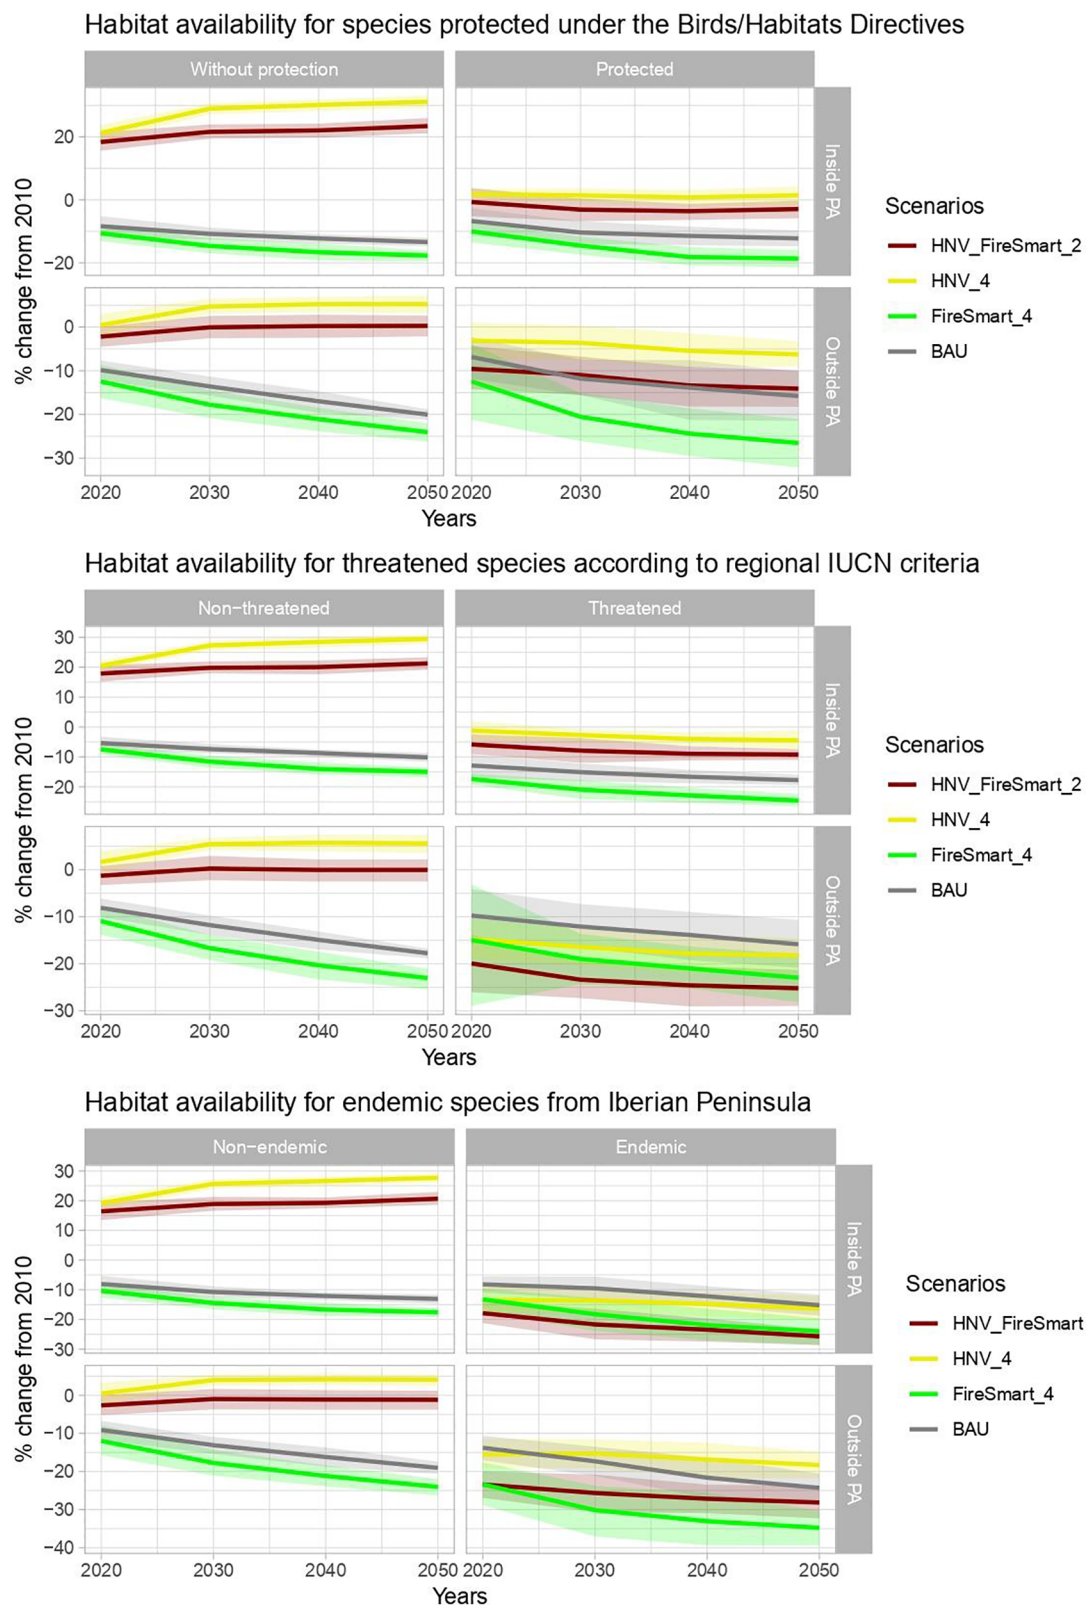 Habitat availability for species protected under the Birds/Habitats Directives
Without protection
Protected
% change from 2010
20
0
−20
Inside PA
0
−10
−20
−30
Outside PA
2020 2030 2040 2050 2020 2030 2040 2050
Years
Scenarios
HNV_FireSmart_2
HNV_4
FireSmart_4
BAU
Habitat availability for threatened species according to regional IUCN criteria
Non−threatened
Threatened
% change from 2010
30
20
10
0
−10
−20
Inside PA
0
−10
−20
−30
Outside PA
2020 2030 2040 2050 2020 2030 2040 2050
Years
Scenarios
HNV_FireSmart_2
HNV_4
FireSmart_4
BAU
Habitat availability for endemic species from Iberian Peninsula
Non−endemic
Endemic
% change from 2010
30
20
10
0
−10
−20
−30
Inside PA
0
−10
−20
−30
−40
Outside PA
2020 2030 2040 2050 2020 2030 2040 2050
Years
Scenarios
HNV_FireSmart
HNV_4
FireSmart_4
BAU